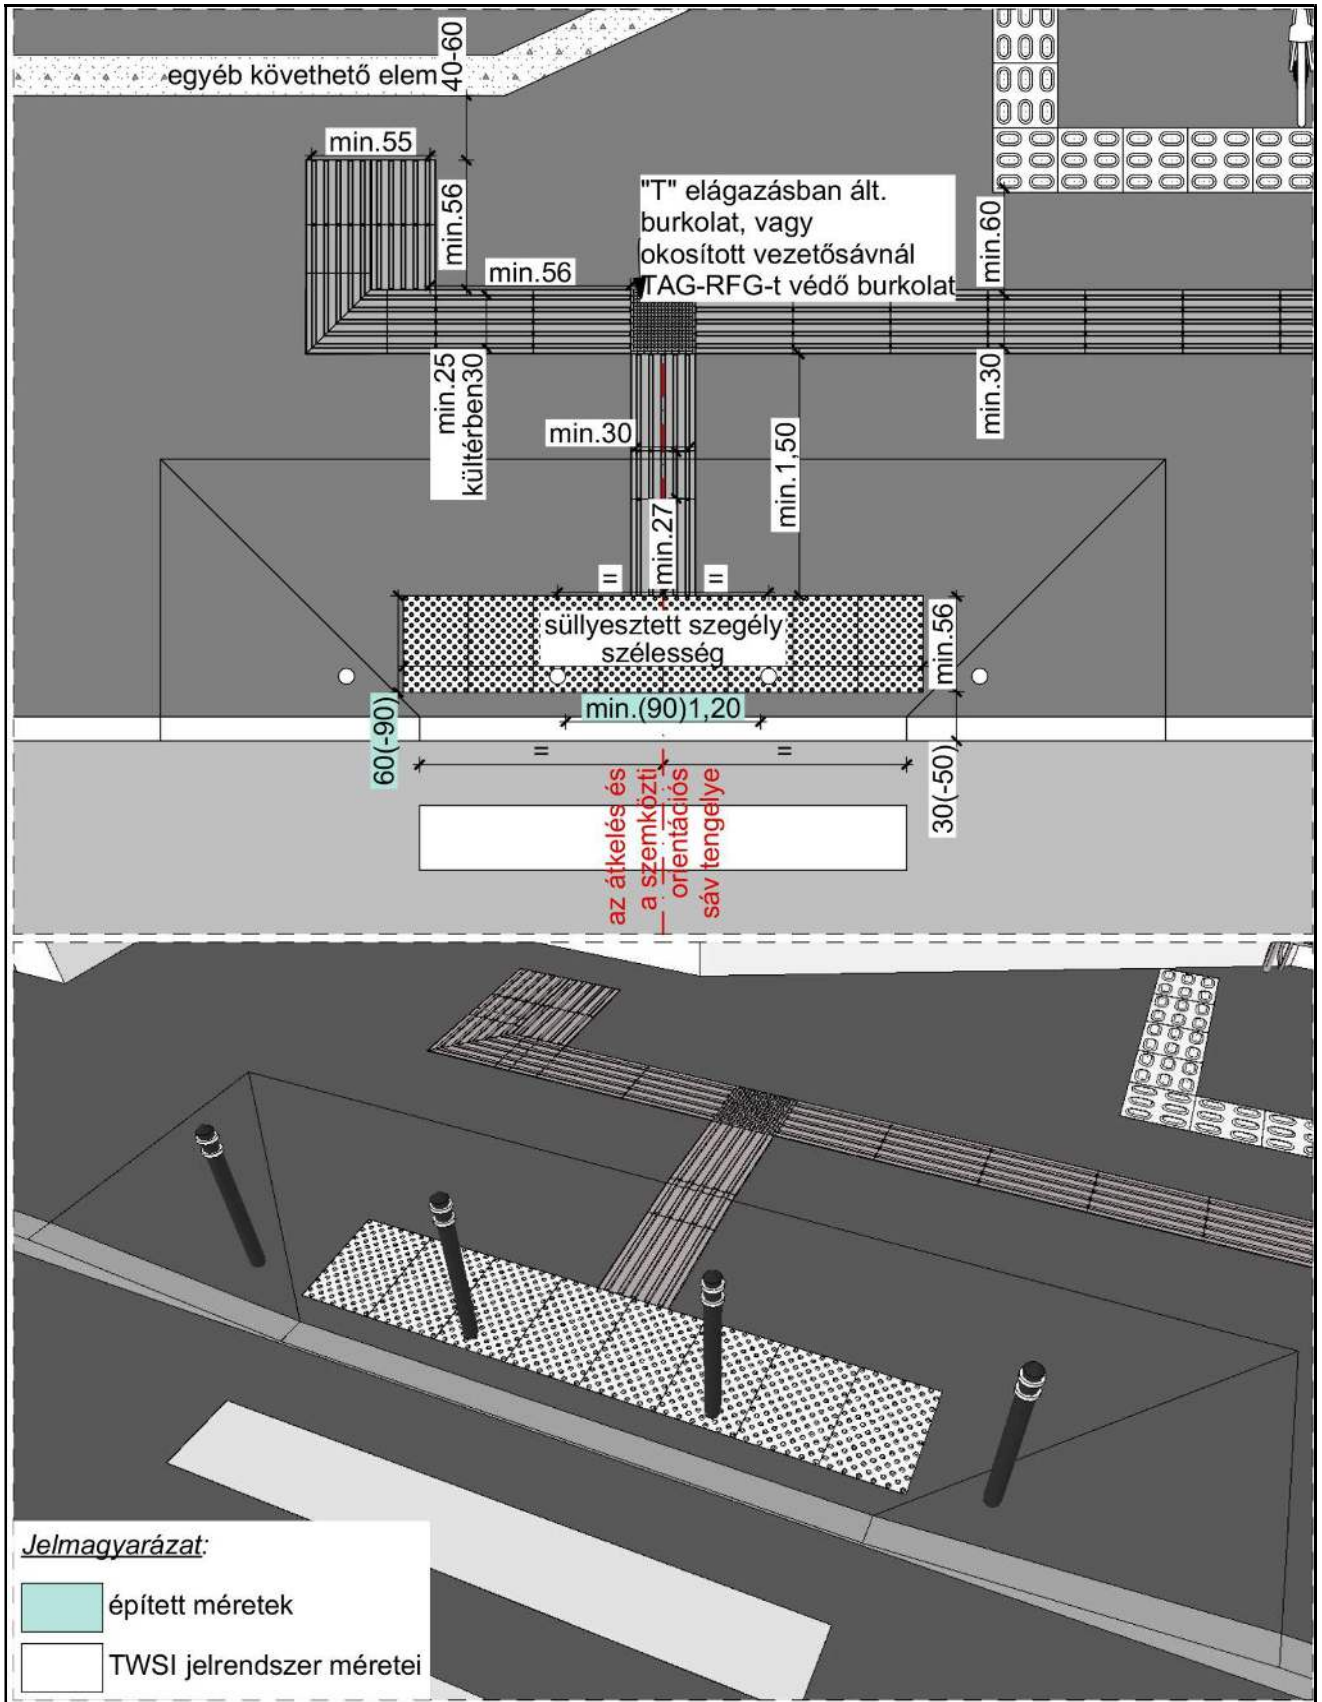 egyéb követhető elem
40-60
min.55
min.56
"T" elágazásban ált.
burkolat, vagy
okosított vezetősávnál
TAG-RFG-t védő burkolat
min.60
min.56
min.25
kültérben30
min.30
min.30
min.1,50
min.27
=
=
süllyesztett szegély
szélesség
min.56
60(-90)
min.(90)1,20
30(-50)
=
=
az átkelés és
a szemközti
orientációs
sáv tengelye
Jelmagyarázat:
épített méretek
TWSI jelrendszer méretei